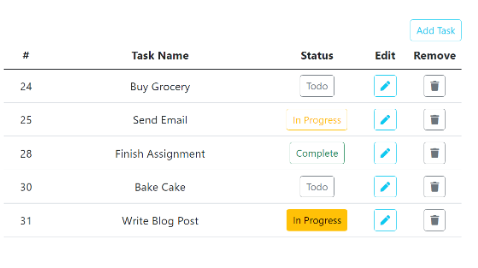 Add Task
# Task Name Status Edit Remove
24 Buy Grocery Todo
25 Send Email In Progress
28 Finish Assignment Complete
30 Bake Cake Todo
31 Write Blog Post In Progress